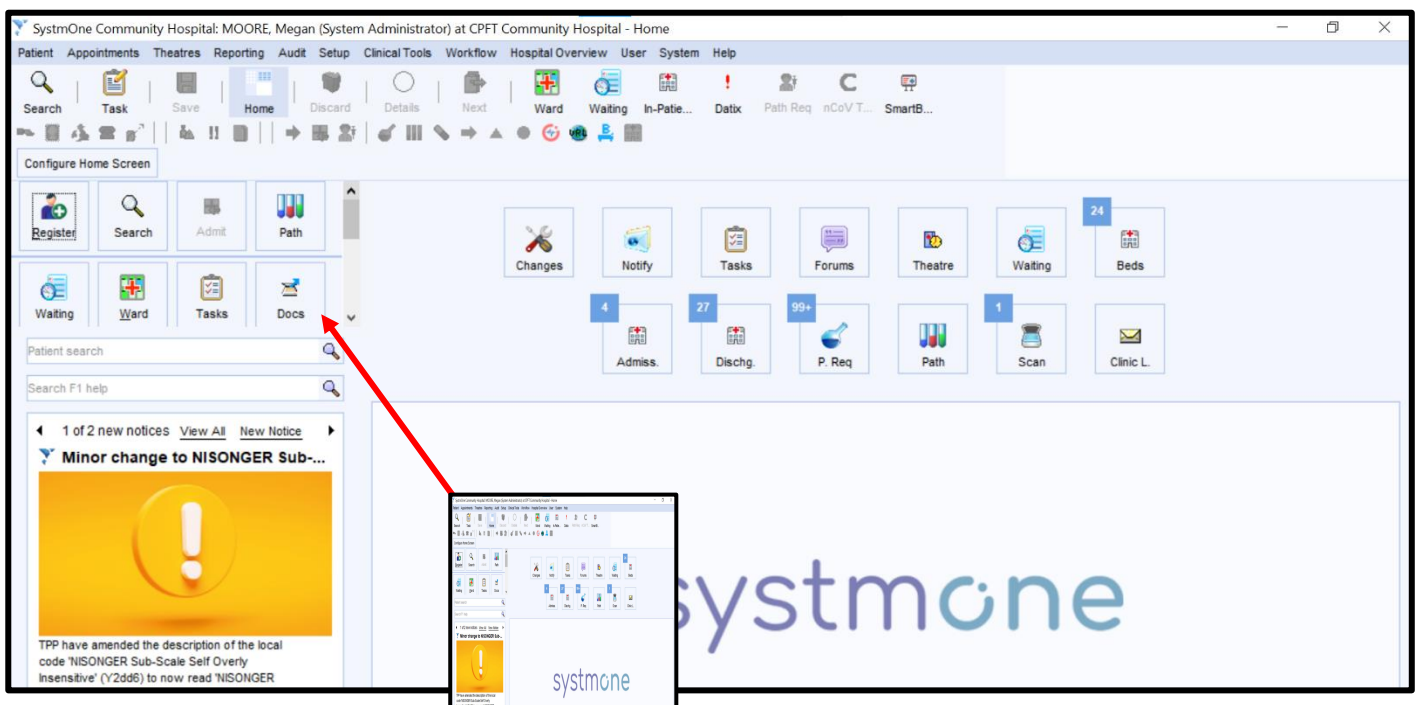 SystmOne Community Hospital: MOORE, Megan (System Administrator) at CPFT Community Hospital - Home
Patient Appointments Theatres Reporting Audit Setup Clinical Tools Workflow Hospital Overview User System Help
Search Task Save Home Discard Details Next Ward Waiting In-Patie... Datix Path Req nCoV T... SmartB...
Configure Home Screen
Register Search Admit Path
Waiting Ward Tasks Docs
24
Changes Notify Tasks Forums Theatre Waiting Beds
4 27 99+ 1
Admiss. Dischg. P. Req Path Scan Clinic L.
Patient search
Search F1 help
1 of 2 new notices View All New Notice
Minor change to NISONGER Sub-...
TPP have amended the description of the local
code 'NISONGER Sub-Scale Self Overly
Insensitive' (Y2dd6) to now read 'NISONGER
systmone
systmone